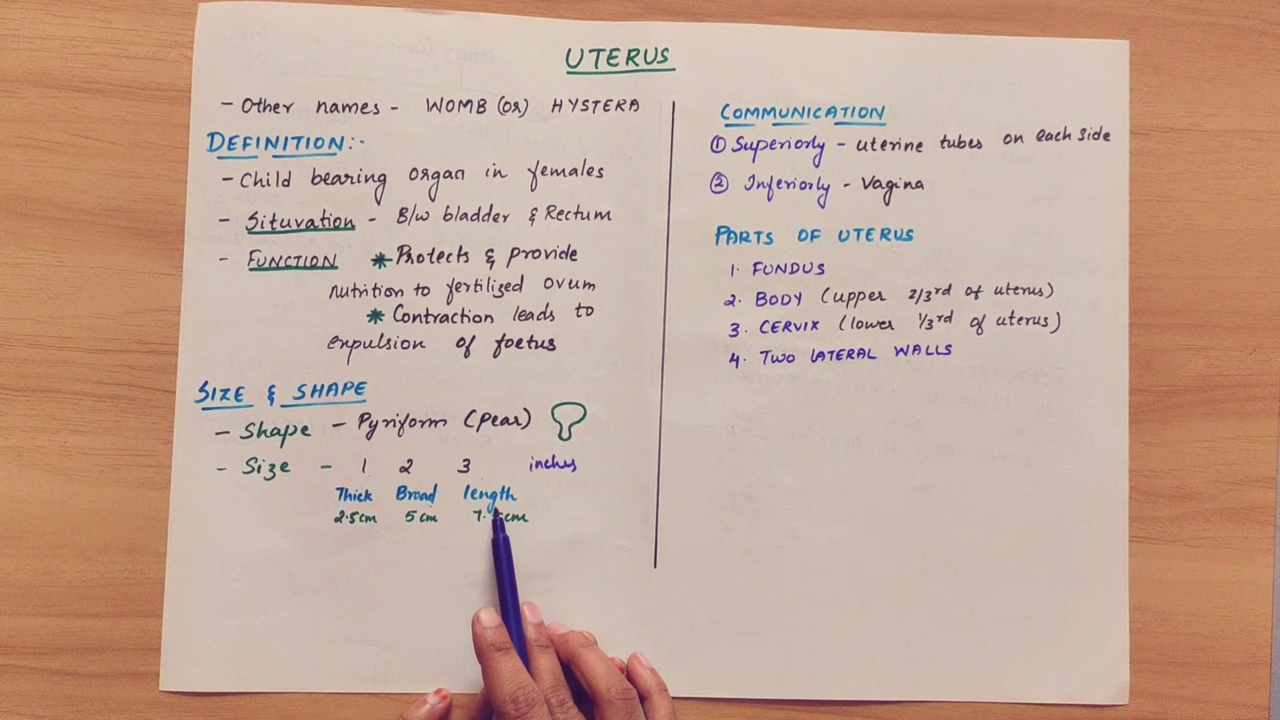 UTERUS
- Other names - WOMB (OR) HYSTERA
DEFINITION:-
- Child bearing organ in females
- Situvation - B/w bladder & Rectum
- FUNCTION * Protects & provide
nutrition to fertilized ovum
* Contraction leads to
expulsion of foetus
SIZE & SHAPE
- Shape - Pyriform (Pear)
- Size - 1 2 3 inches
Thick Broad length
2.5cm 5 cm
COMMUNICATION
① Superiorly - uterine tubes on each side
② Inferiorly - Vagina
PARTS OF UTERUS
1. FUNDUS
2. BODY (upper 2/3rd of uterus)
3. CERVIX (lower 1/3rd of uterus)
4. TWO LATERAL WALLS